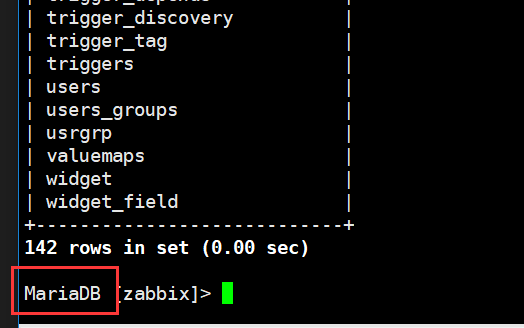 | trigger_depends |
| trigger_discovery |
| trigger_tag |
| triggers |
| users |
| users_groups |
| usrgrp |
| valuemaps |
| widget |
| widget_field |
+----------------------------+
142 rows in set (0.00 sec)
MariaDB [zabbix]>